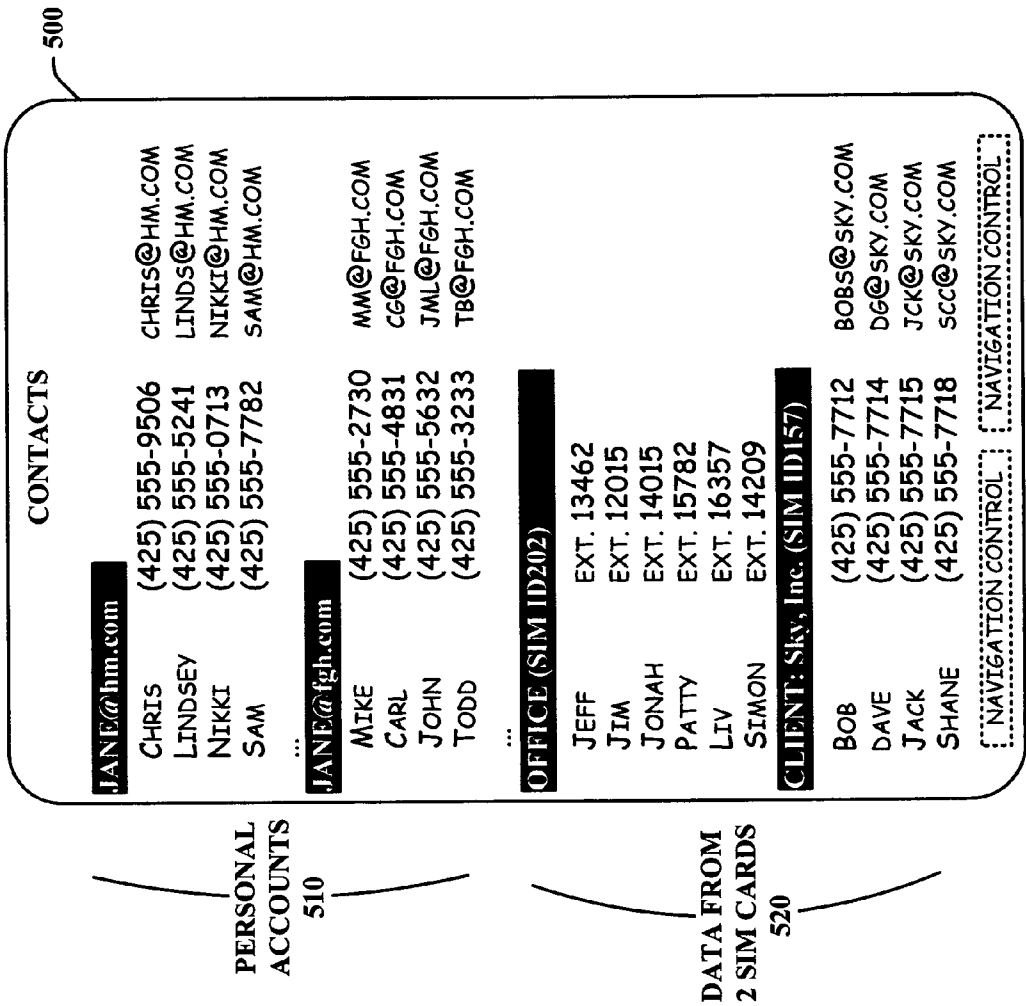 500
CONTACTS
JANE@hm.com
CHRIS (425) 555-9506 CHRIS@HM.COM
LINDSEY (425) 555-5241 LINDS@HM.COM
NIKKI (425) 555-0713 NIKKI@HM.COM
SAM (425) 555-7782 SAM@HM.COM
...
JANE@fgh.com
MIKE (425) 555-2730 MM@FGH.COM
CARL (425) 555-4831 CG@FGH.COM
JOHN (425) 555-5632 JML@FGH.COM
TODD (425) 555-3233 TB@FGH.COM
...
OFFICE (SIM ID202)
JEFF EXT. 13462
JIM EXT. 12015
JONAH EXT. 14015
PATTY EXT. 15782
LIV EXT. 16357
SIMON EXT. 14209
CLIENT: Sky, Inc. (SIM ID157)
BOB (425) 555-7712 BOBS@SKY.COM
DAVE (425) 555-7714 DG@SKY.COM
JACK (425) 555-7715 JCK@SKY.COM
SHANE (425) 555-7718 SCC@SKY.COM
NAVIGATION CONTROL NAVIGATION CONTROL
PERSONAL
ACCOUNTS
510
DATA FROM
2 SIM CARDS
520